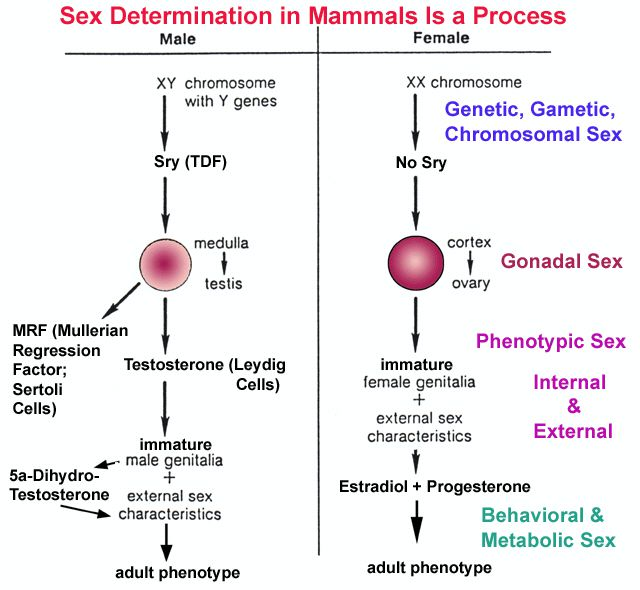 Sex Determination in Mammals Is a Process
Male
Female
XY chromosome
with Y genes
Sry (TDF)
medulla
testis
MRF (Mullerian
Regression
Factor;
Sertoli
Cells)
Testosterone (Leydig
Cells)
immature
male genitalia
+
external sex
characteristics
5a-Dihydro-
Testosterone
adult phenotype
XX chromosome
No Sry
cortex
ovary
immature
female genitalia
+
external sex
characteristics
Estradiol + Progesterone
adult phenotype
Genetic, Gametic,
Chromosomal Sex
Gonadal Sex
Phenotypic Sex
Internal
&
External
Behavioral &
Metabolic Sex